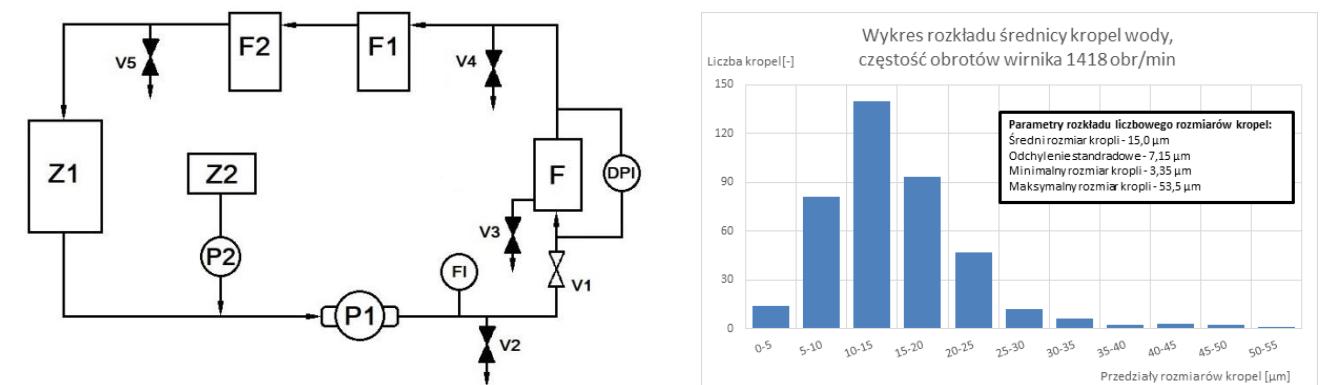 F2
F1
V5
V4
Z1
Z2
F
DPI
V3
P2
FI
V1
P1
V2
Wykres rozkładu średnicy kropel wody,
częstość obrotów wirnika 1418 obr/min
Liczba kropel[-]
150
120
90
60
30
0
Parametry rozkładu liczbowego rozmiarów kropel:
Średni rozmiar kropli - 15,0 µm
Odchylenie standradowe - 7,15 µm
Minimalny rozmiar kropli - 3,35 µm
Maksymalny rozmiar kropli - 53,5 µm
0-5
5-10
10-15
15-20
20-25
25-30
30-35
35-40
40-45
45-50
50-55
Przedziały rozmiarów kropel [µm]